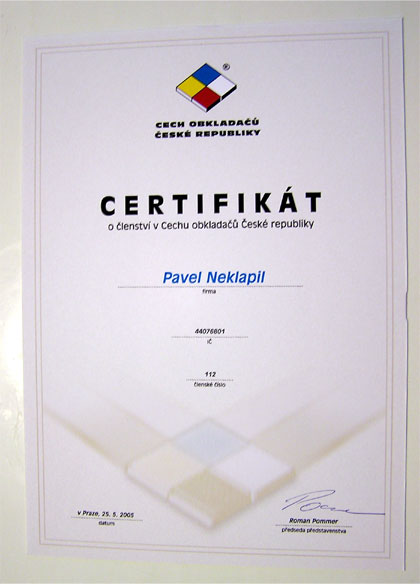 ®
CECH OBKLADAČŮ
ČESKÉ REPUBLIKY
CERTIFIKÁT
o členství v Cechu obkladačů České republiky
Pavel Neklapil
firma
44076601
IČ
112
členské číslo
v Praze, 25. 5. 2005
datum
Roman Pommer
předseda představenstva